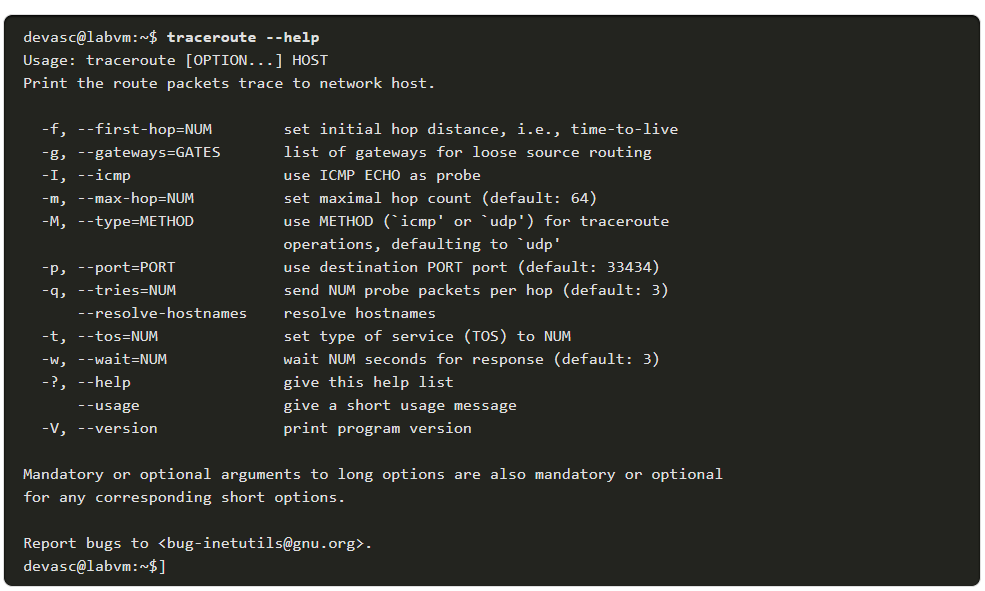 devasc@labvm:~$ traceroute --help
Usage: traceroute [OPTION...] HOST
Print the route packets trace to network host.

  -f, --first-hop=NUM        set initial hop distance, i.e., time-to-live
  -g, --gateways=GATES       list of gateways for loose source routing
  -I, --icmp                 use ICMP ECHO as probe
  -m, --max-hop=NUM          set maximal hop count (default: 64)
  -M, --type=METHOD          use METHOD (`icmp' or `udp') for traceroute
                             operations, defaulting to `udp'
  -p, --port=PORT            use destination PORT port (default: 33434)
  -q, --tries=NUM            send NUM probe packets per hop (default: 3)
      --resolve-hostnames    resolve hostnames
  -t, --tos=NUM              set type of service (TOS) to NUM
  -w, --wait=NUM             wait NUM seconds for response (default: 3)
  -?, --help                 give this help list
      --usage                give a short usage message
  -V, --version              print program version

Mandatory or optional arguments to long options are also mandatory or optional
for any corresponding short options.

Report bugs to <bug-inetutils@gnu.org>.
devasc@labvm:~$]